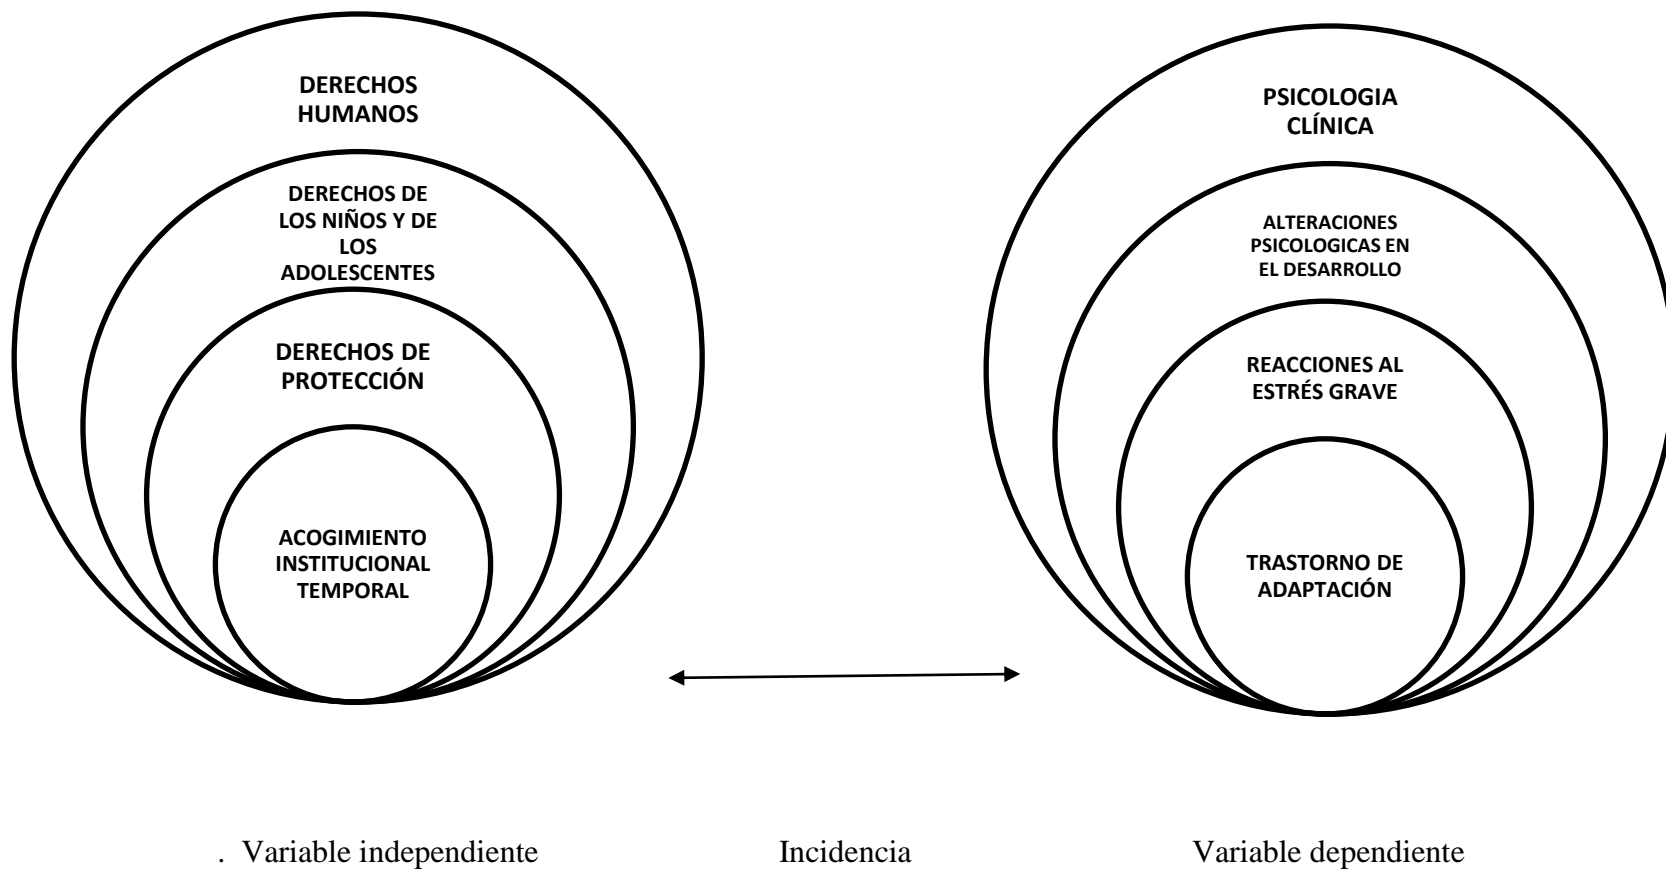 DERECHOS
HUMANOS
DERECHOS DE
LOS NIÑOS Y DE
LOS
ADOLESCENTES
DERECHOS DE
PROTECCIÓN
ACOGIMIENTO
INSTITUCIONAL
TEMPORAL
PSICOLOGIA
CLÍNICA
ALTERACIONES
PSICOLOGICAS EN
EL DESARROLLO
REACCIONES AL
ESTRÉS GRAVE
TRASTORNO DE
ADAPTACIÓN
. Variable independiente
Incidencia
Variable dependiente